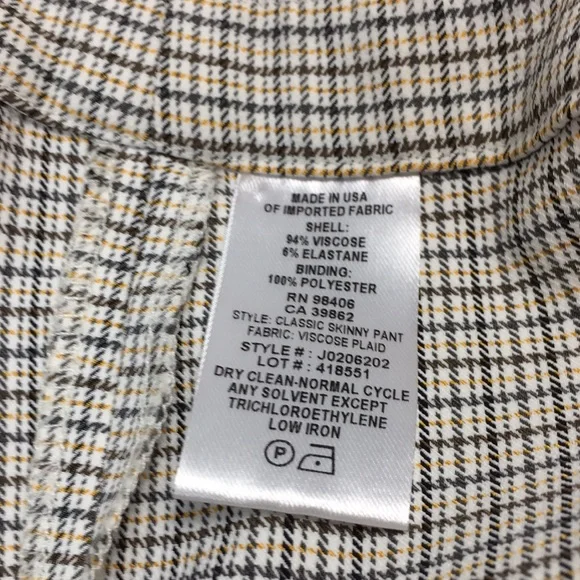 MADE IN USA
OF IMPORTED FABRIC
SHELL:
94% VISCOSE
6% ELASTANE
BINDING:
100% POLYESTER
RN 98406
CA 39862
STYLE: CLASSIC SKINNY PANT
FABRIC: VISCOSE PLAID
STYLE # : J0206202
LOT # : 418551
DRY CLEAN-NORMAL CYCLE
ANY SOLVENT EXCEPT
TRICHLOROETHYLENE
LOW IRON
P